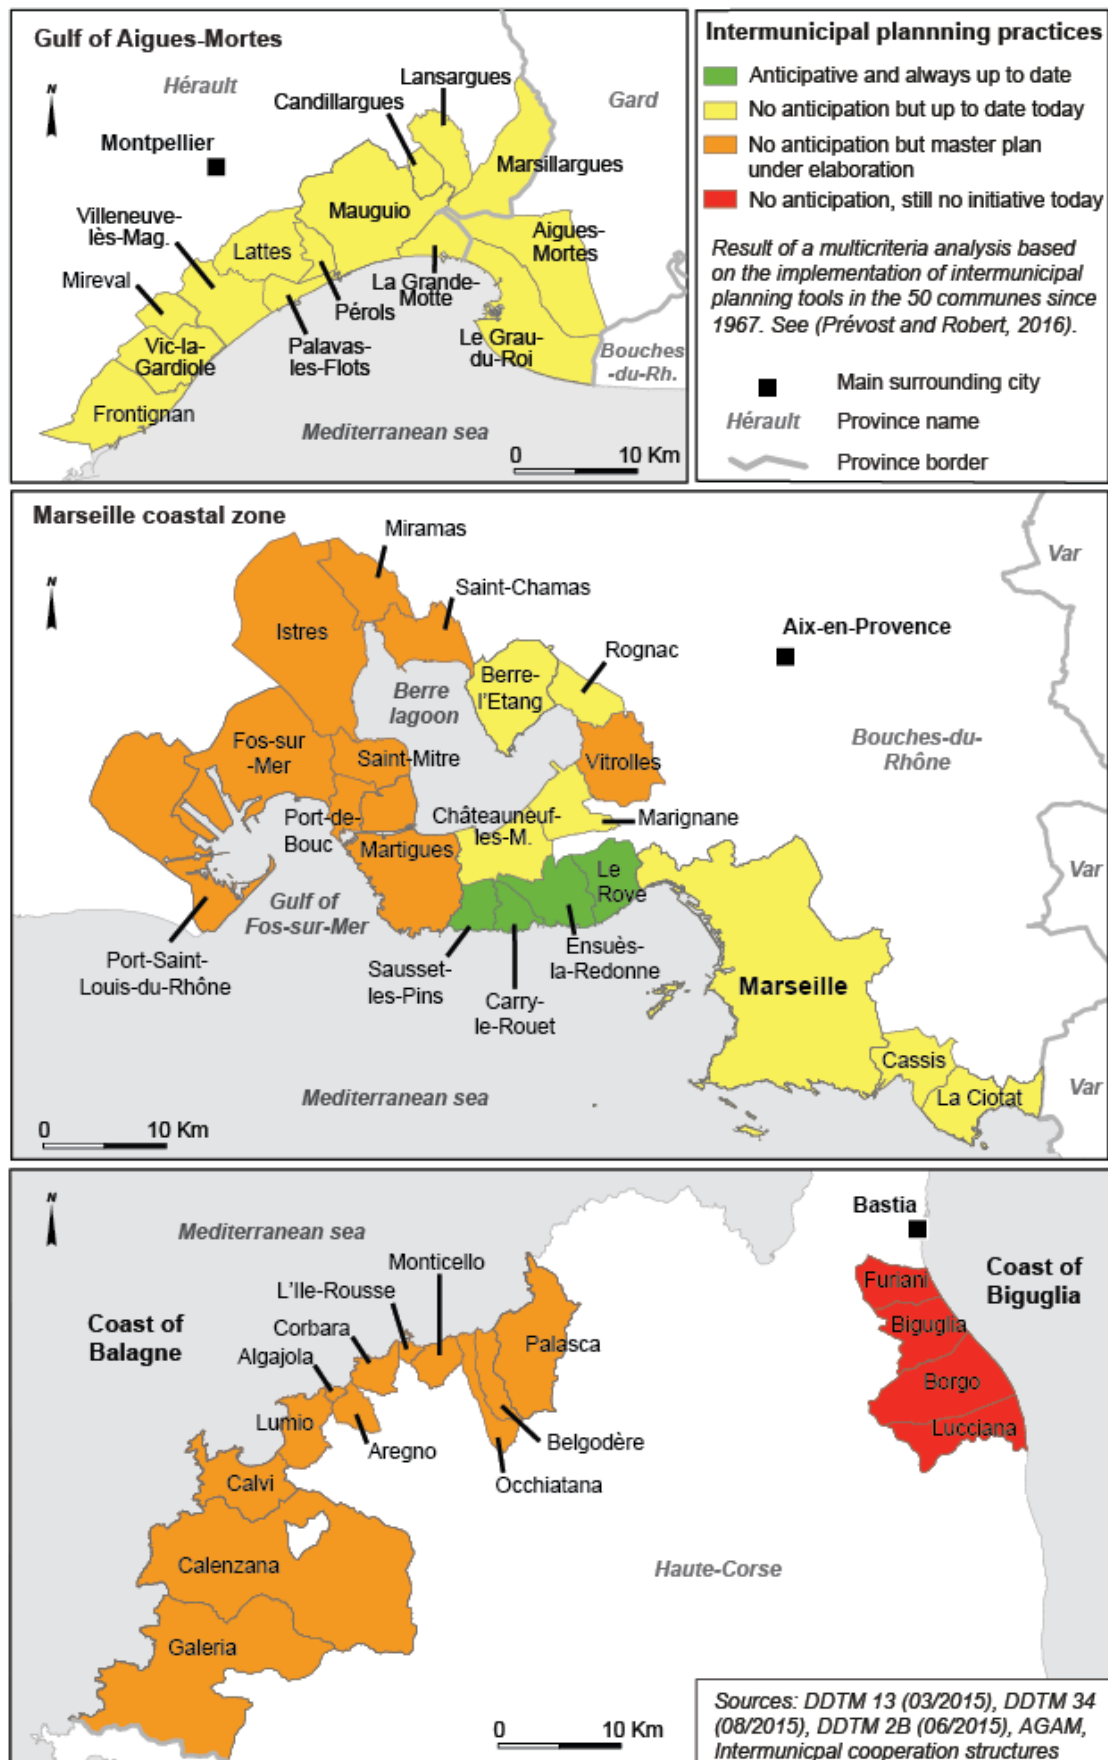 Gulf of Aigues-Mortes
N
Hérault
Lansargues
Candillargues
Gard
Montpellier
Marsillargues
Villeneuve-
lès-Mag.
Mauguio
Aigues-
Mortes
Lattes
Mireval
La Grande-
Motte
Pérols
Vic-la-
Gardiole
Palavas-
les-Flots
Le Grau-
du-Roi
Bouches
-du-Rh.
Frontignan
Mediterranean sea
0 10 Km
Intermunicipal plannning practices
Anticipative and always up to date
No anticipation but up to date today
No anticipation but master plan
under elaboration
No anticipation, still no initiative today
Result of a multicriteria analysis based
on the implementation of intermunicipal
planning tools in the 50 communes since
1967. See (Prévost and Robert, 2016).
Main surrounding city
Hérault Province name
Province border
Marseille coastal zone
N
Miramas
Var
Saint-Chamas
Istres
Aix-en-Provence
Rognac
Berre-
l'Etang
Berre
lagoon
Fos-sur
-Mer
Saint-Mitre
Vitrolles
Bouches-du-
Rhône
Port-de-
Bouc
Châteauneuf-
les-M.
Marignane
Martigues
Le
Rove
Var
Gulf of
Fos-sur-Mer
Port-Saint-
Louis-du-Rhône
Sausset-
les-Pins
Ensuès-
la-Redonne
Carry-
le-Rouet
Marseille
Cassis
La Ciotat
Var
Mediterranean sea
0 10 Km
N
Mediterranean sea
Bastia
Monticello
L'Ile-Rousse
Coast of
Biguglia
Furiani
Coast of
Balagne
Corbara
Biguglia
Palasca
Algajola
Borgo
Lumio
Lucciana
Aregno
Belgodère
Occhiatana
Calvi
Calenzana
Haute-Corse
Galeria
0 10 Km
Sources: DDTM 13 (03/2015), DDTM 34
(08/2015), DDTM 2B (06/2015), AGAM,
Intermunicpal cooperation structures